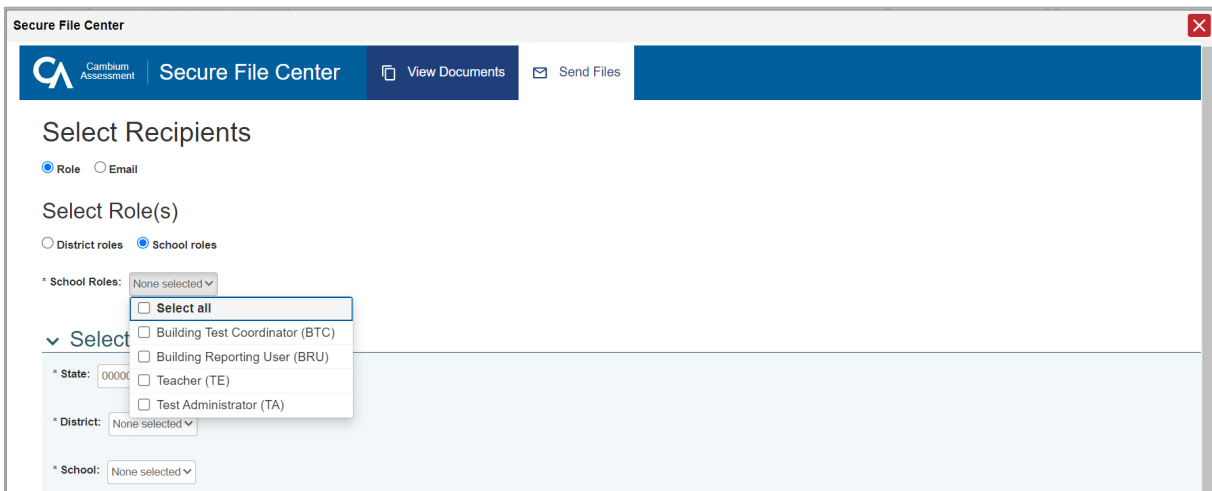 Secure File Center
Cambium Assessment Secure File Center View Documents Send Files
Select Recipients
Role Email
Select Role(s)
District roles School roles
* School Roles: None selected
Select all
Building Test Coordinator (BTC)
Select
Building Reporting User (BRU)
* State: 0000
Teacher (TE)
Test Administrator (TA)
* District: None selected
* School: None selected